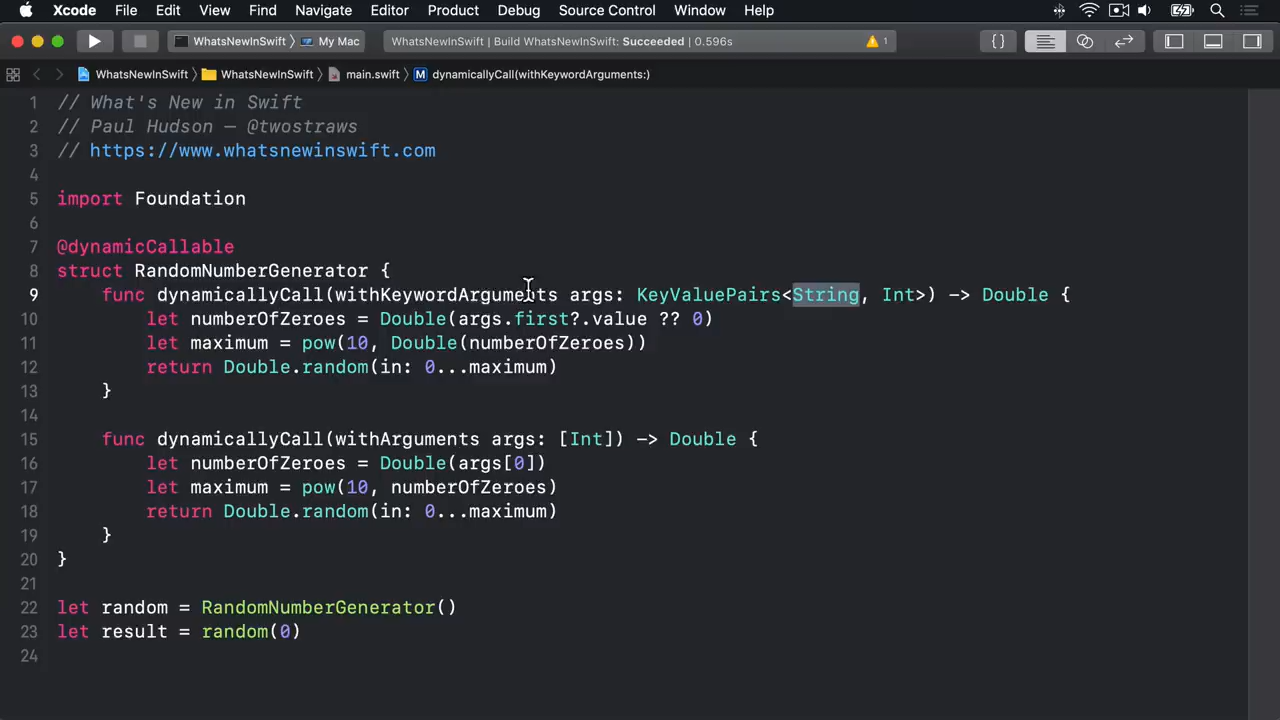 Xcode File Edit View Find Navigate Editor Product Debug Source Control Window Help
WhatsNewInSwift My Mac WhatsNewInSwift | Build WhatsNewInSwift: Succeeded | 0.596s 1 {}
WhatsNewInSwift WhatsNewInSwift main.swift M dynamicallyCall(withKeywordArguments:)
1 // What's New in Swift
2 // Paul Hudson — @twostraws
3 // https://www.whatsnewinswift.com
4
5 import Foundation
6
7 @dynamicCallable
8 struct RandomNumberGenerator {
9 func dynamicallyCall(withKeywordArguments args: KeyValuePairs<String, Int>) -> Double {
10 let numberOfZeroes = Double(args.first?.value ?? 0)
11 let maximum = pow(10, Double(numberOfZeroes))
12 return Double.random(in: 0...maximum)
13 }
14
15 func dynamicallyCall(withArguments args: [Int]) -> Double {
16 let numberOfZeroes = Double(args[0])
17 let maximum = pow(10, numberOfZeroes)
18 return Double.random(in: 0...maximum)
19 }
20 }
21
22 let random = RandomNumberGenerator()
23 let result = random(0)
24